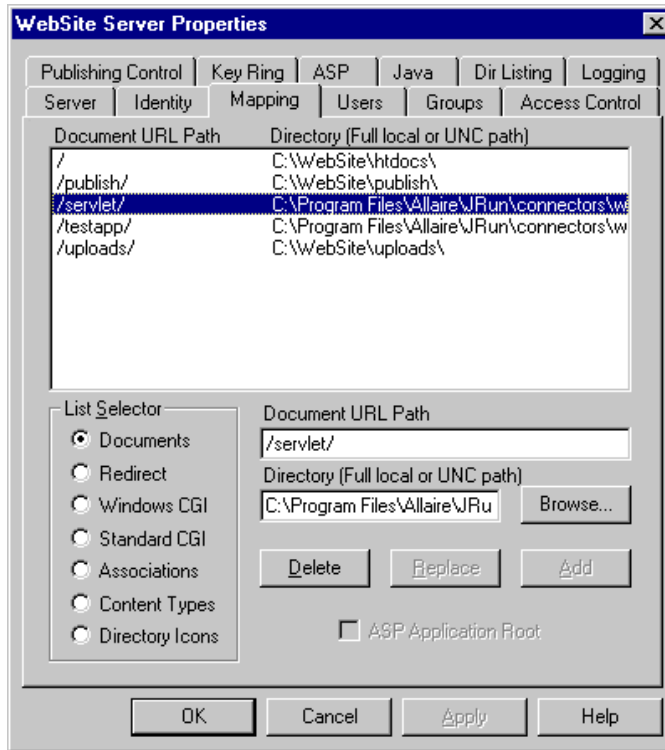 WebSite Server Properties
Publishing Control Key Ring ASP Java Dir Listing Logging
Server Identity Mapping Users Groups Access Control
Document URL Path Directory (Full local or UNC path)
/ C:\WebSite\htdocs\
/publish/ C:\WebSite\publish\
/servlet/ C:\Program Files\Allaire\JRun\connectors\w
/testapp/ C:\Program Files\Allaire\JRun\connectors\w
/uploads/ C:\WebSite\uploads\
List Selector
Documents
Redirect
Windows CGI
Standard CGI
Associations
Content Types
Directory Icons
Document URL Path
/servlet/
Directory (Full local or UNC path)
C:\Program Files\Allaire\JRu Browse...
Delete Replace Add
ASP Application Root
OK Cancel Apply Help